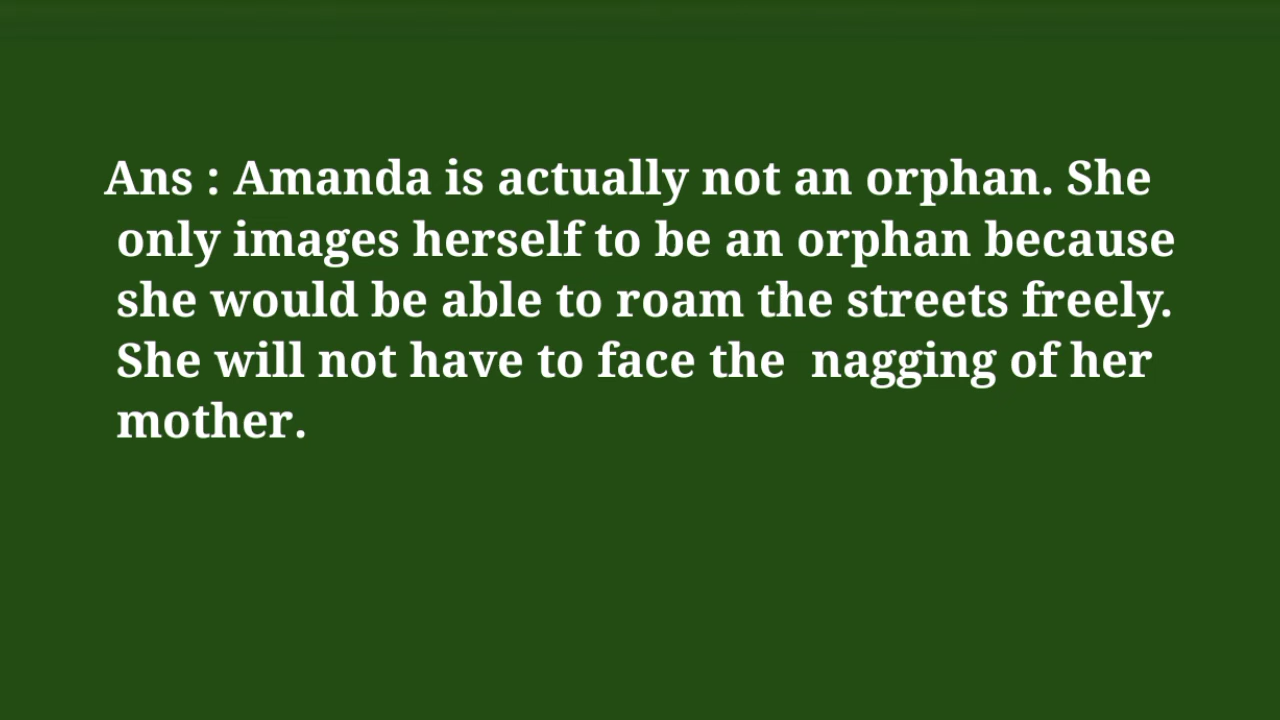 Ans : Amanda is actually not an orphan. She
only images herself to be an orphan because
she would be able to roam the streets freely.
She will not have to face the  nagging of her
mother.